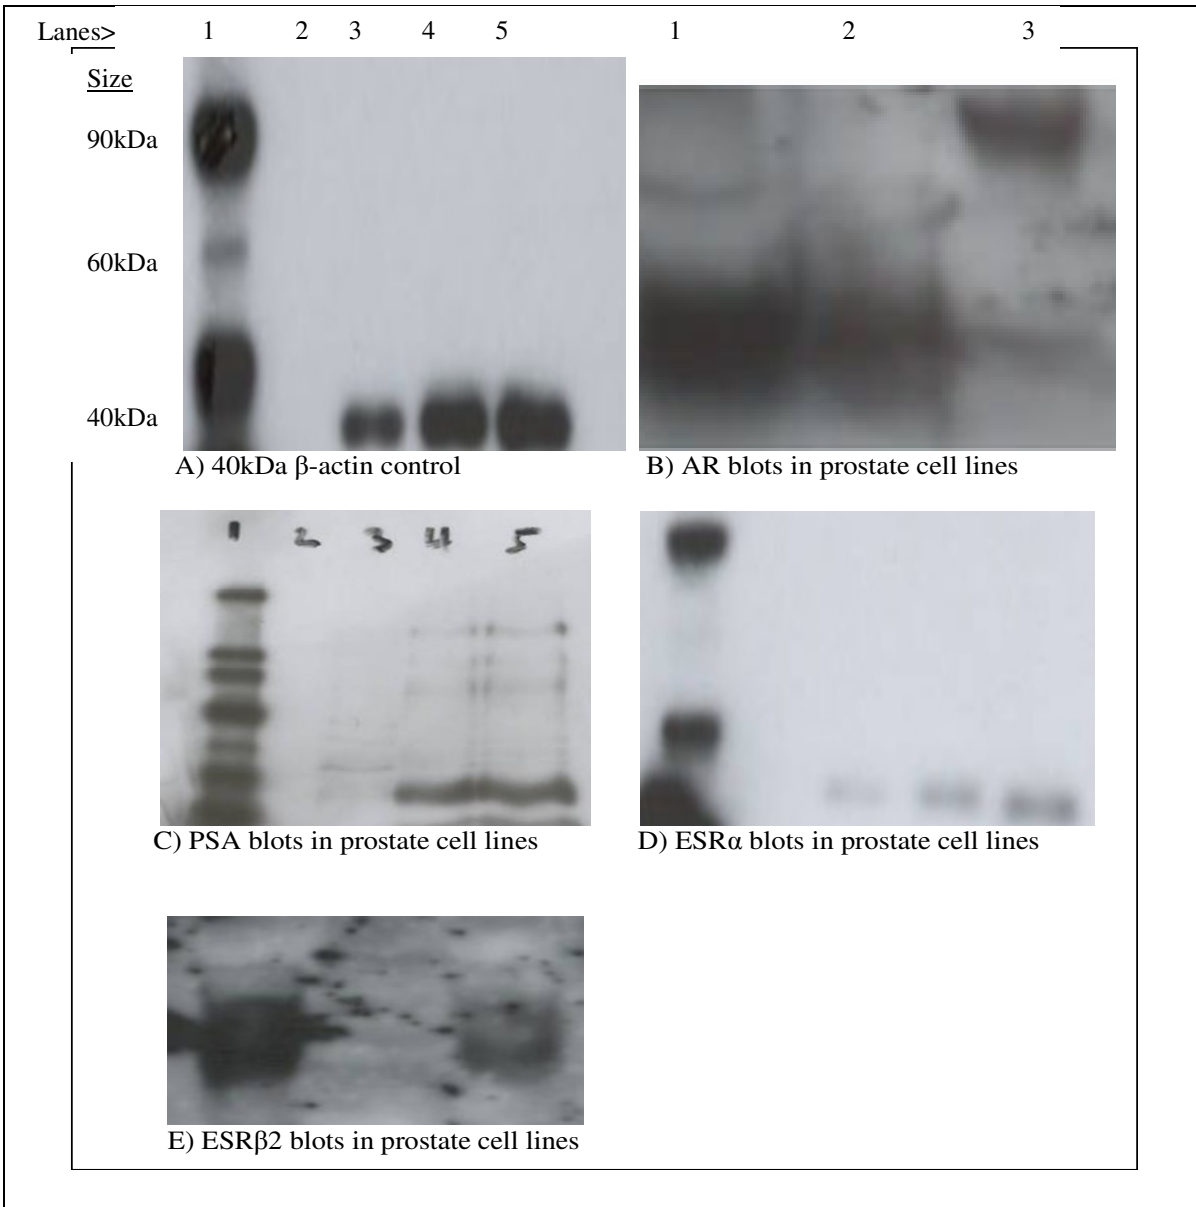 Lanes> 1 2 3 4 5 1 2 3
Size
90kDa
60kDa
40kDa
A) 40kDa β-actin control
B) AR blots in prostate cell lines
1 2 3 4 5
C) PSA blots in prostate cell lines
D) ESRα blots in prostate cell lines
E) ESRβ2 blots in prostate cell lines